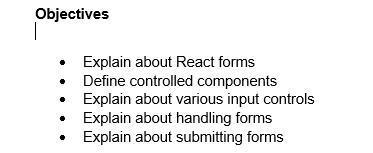 Objectives
• Explain about React forms
• Define controlled components
• Explain about various input controls
• Explain about handling forms
• Explain about submitting forms